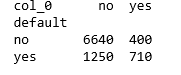 col_0 no yes
default
no 6640 400
yes 1250 710